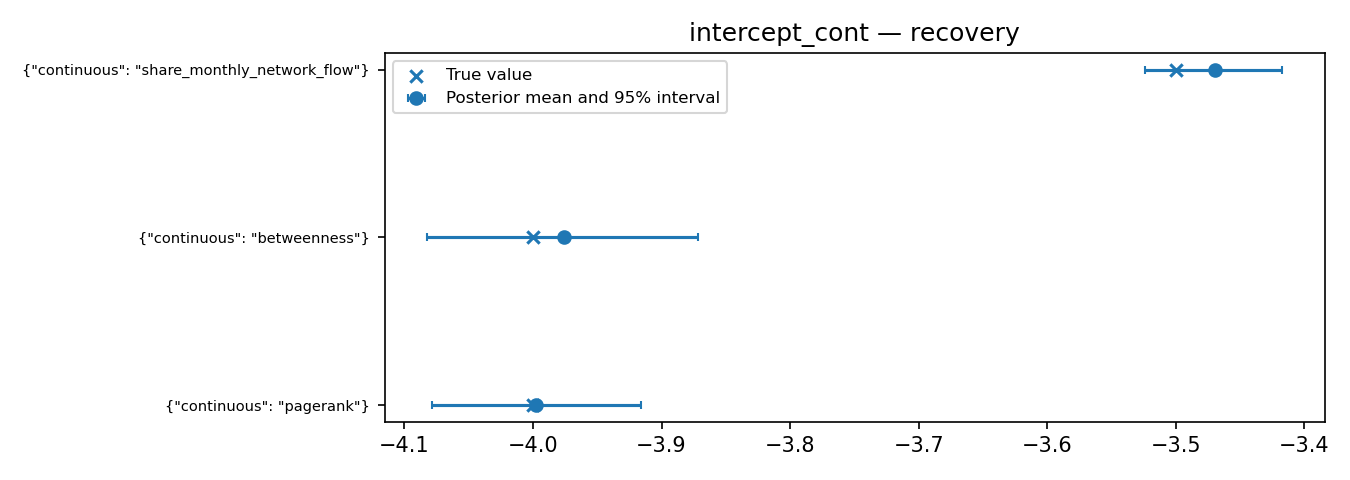 intercept_cont — recovery
{"continuous": "share_monthly_network_flow"}
True value
Posterior mean and 95% interval
{"continuous": "betweenness"}
{"continuous": "pagerank"}
−4.1 −4.0 −3.9 −3.8 −3.7 −3.6 −3.5 −3.4